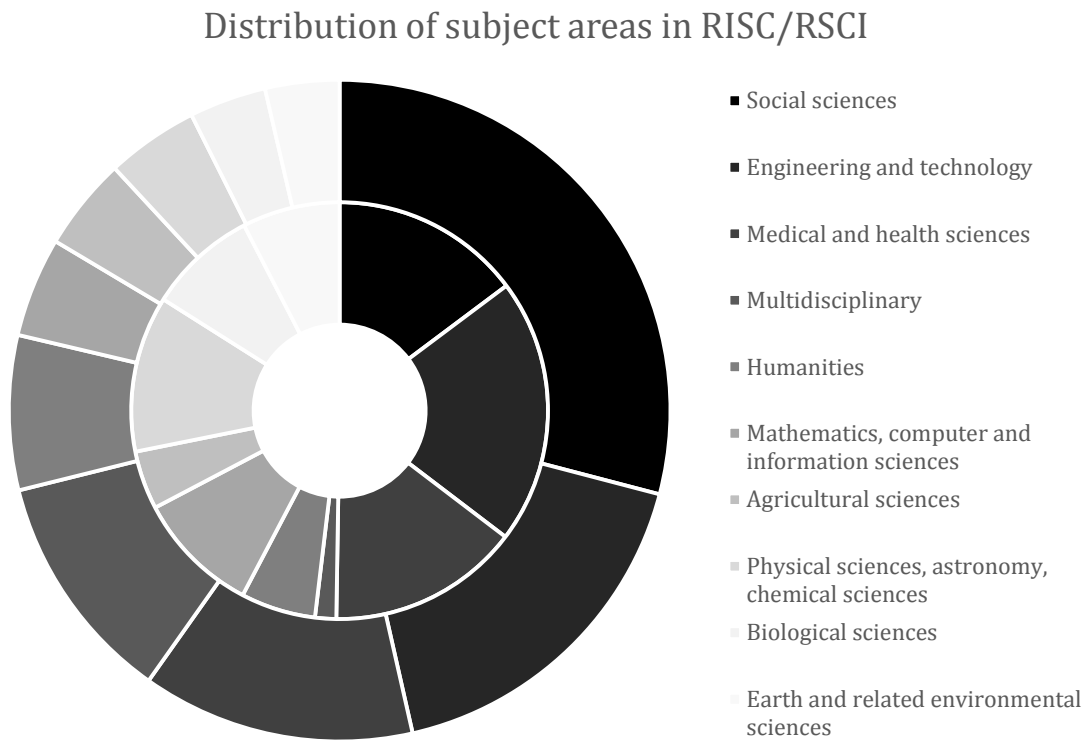 Distribution of subject areas in RISC/RSCI
Social sciences
Engineering and technology
Medical and health sciences
Multidisciplinary
Humanities
Mathematics, computer and
information sciences
Agricultural sciences
Physical sciences, astronomy,
chemical sciences
Biological sciences
Earth and related environmental
sciences